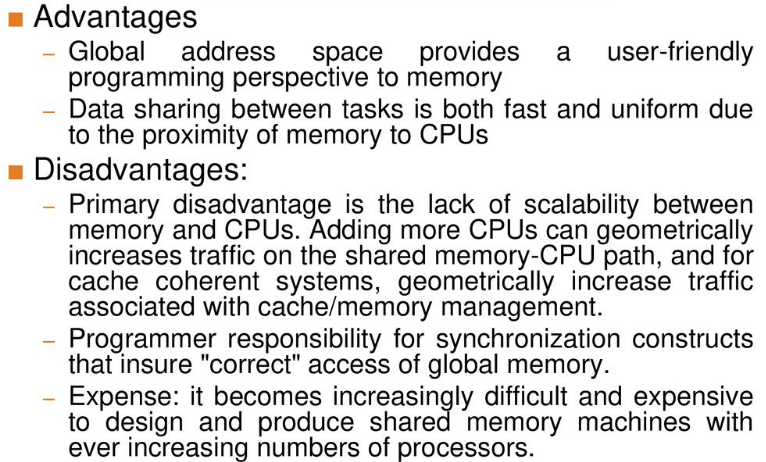 Advantages
– Global address space provides a user-friendly
programming perspective to memory
– Data sharing between tasks is both fast and uniform due
to the proximity of memory to CPUs
Disadvantages:
– Primary disadvantage is the lack of scalability between
memory and CPUs. Adding more CPUs can geometrically
increases traffic on the shared memory-CPU path, and for
cache coherent systems, geometrically increase traffic
associated with cache/memory management.
– Programmer responsibility for synchronization constructs
that insure "correct" access of global memory.
– Expense: it becomes increasingly difficult and expensive
to design and produce shared memory machines with
ever increasing numbers of processors.